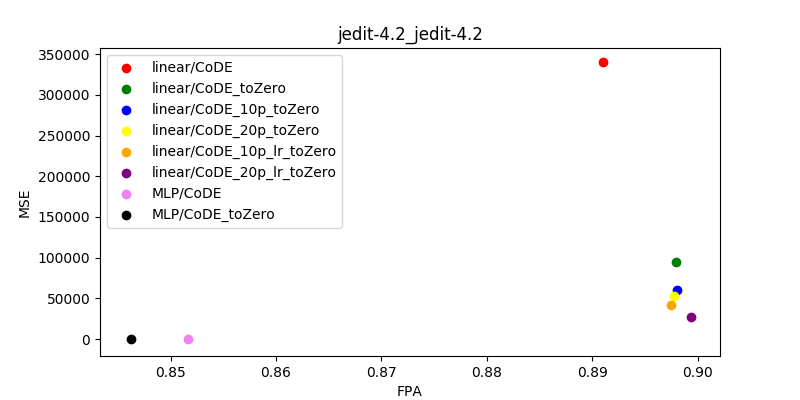 jedit-4.2_jedit-4.2
350000
300000
250000
200000
150000
100000
50000
0
MSE
linear/CoDE
linear/CoDE_toZero
linear/CoDE_10p_toZero
linear/CoDE_20p_toZero
linear/CoDE_10p_lr_toZero
linear/CoDE_20p_lr_toZero
MLP/CoDE
MLP/CoDE_toZero
0.85 0.86 0.87 0.88 0.89 0.90
FPA